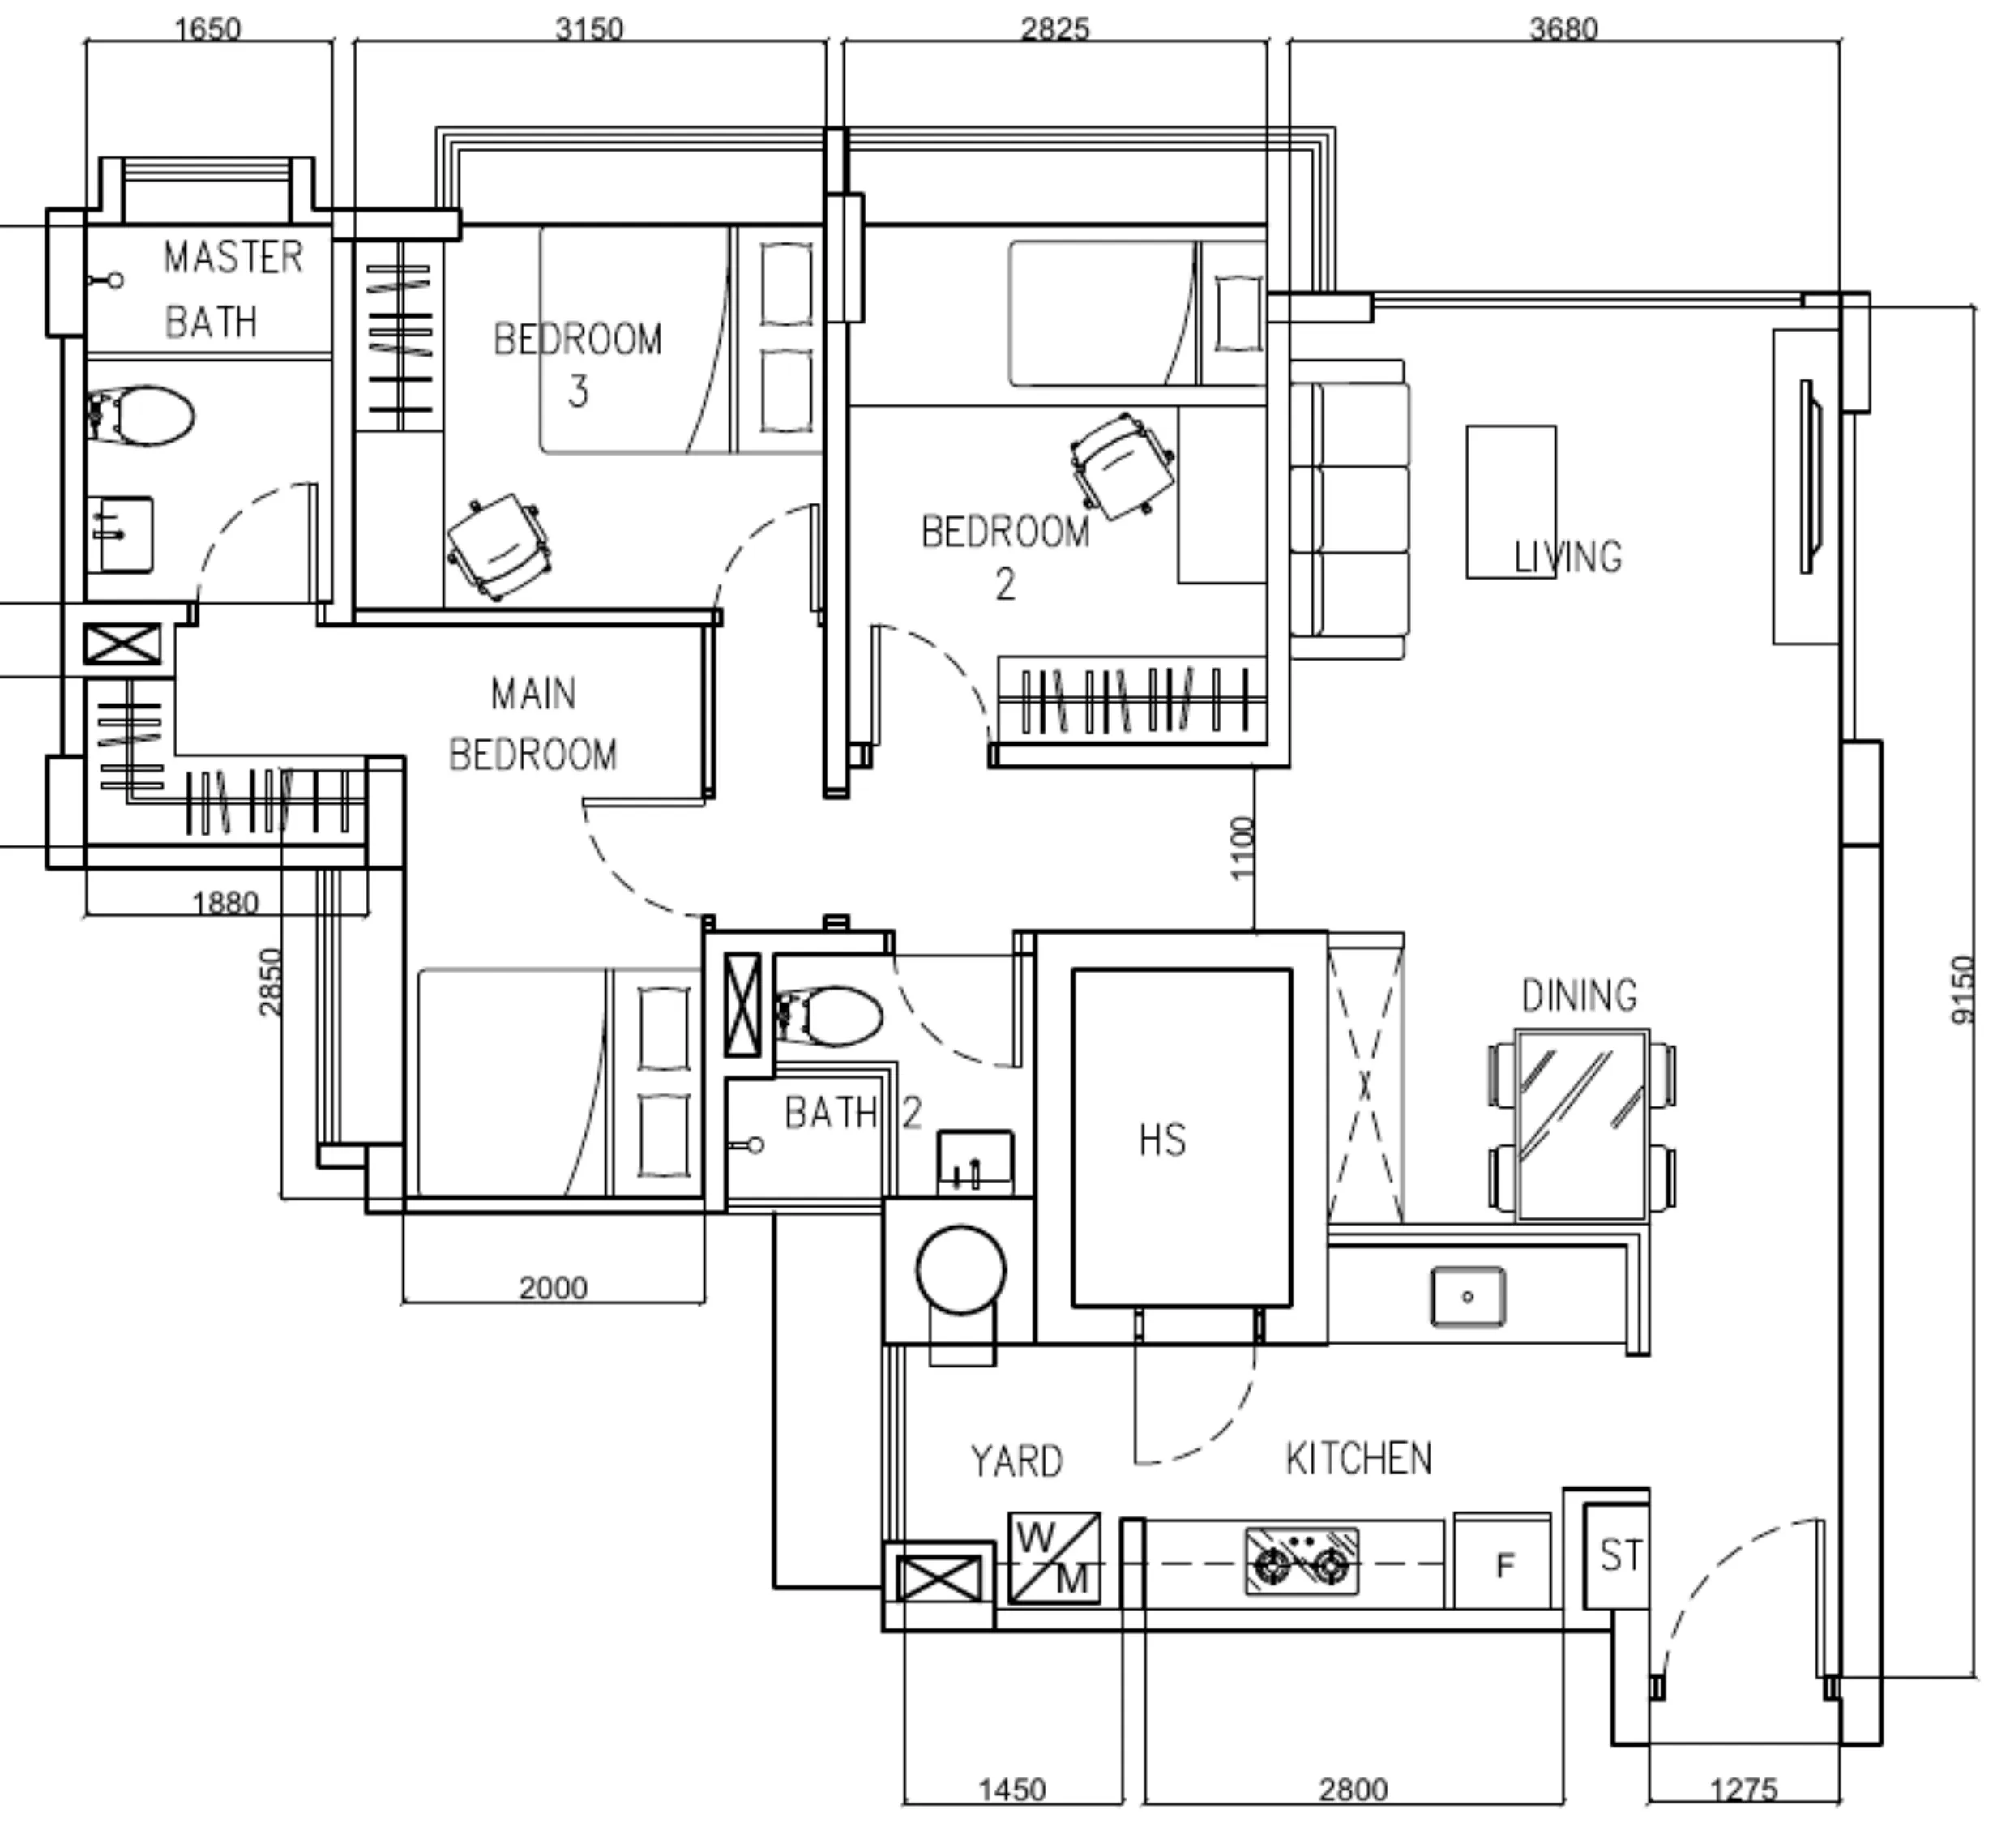 1650
3150
2825
3680
MASTER
BATH
BEDROOM
3
BEDROOM
2
LIVING
MAIN
BEDROOM
1100
1880
2850
9150
DINING
BATH 2
HS
2000
YARD
KITCHEN
W
M
F
ST
1450
2800
1275